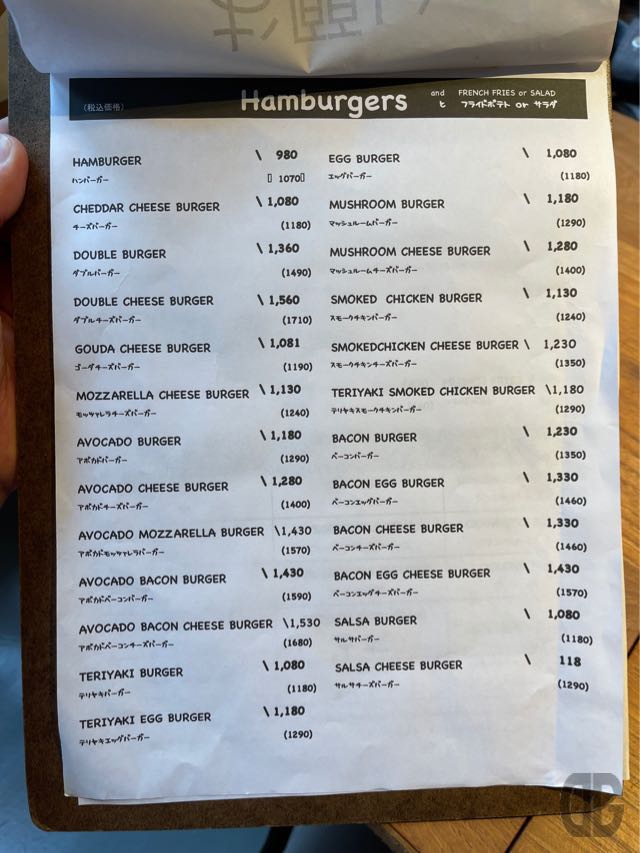 (税込価格)
Hamburgers
and FRENCH FRIES or SALAD
と フライドポテト or サラダ
HAMBURGER \ 980
ハンバーガー 1070
CHEDDAR CHEESE BURGER \ 1,080
チーズバーガー (1180)
DOUBLE BURGER \ 1,360
ダブルバーガー (1490)
DOUBLE CHEESE BURGER \ 1,560
ダブルチーズバーガー (1710)
GOUDA CHEESE BURGER \ 1,081
ゴーダチーズバーガー (1190)
MOZZARELLA CHEESE BURGER \ 1,130
モッツァレラチーズバーガー (1240)
AVOCADO BURGER \ 1,180
アボカドバーガー (1290)
AVOCADO CHEESE BURGER \ 1,280
アボカドチーズバーガー (1400)
AVOCADO MOZZARELLA BURGER \1,430
アボカドモッツァレラバーガー (1570)
AVOCADO BACON BURGER \ 1,430
アボカドベーコンバーガー (1590)
AVOCADO BACON CHEESE BURGER \1,530
アボカドベーコンチーズバーガー (1680)
TERIYAKI BURGER \ 1,080
テリヤキバーガー (1180)
TERIYAKI EGG BURGER \ 1,180
テリヤキエッグバーガー (1290)
EGG BURGER \ 1,080
エッグバーガー (1180)
MUSHROOM BURGER \ 1,180
マッシュルームバーガー (1290)
MUSHROOM CHEESE BURGER \ 1,280
マッシュルームチーズバーガー (1400)
SMOKED CHICKEN BURGER \ 1,130
スモークチキンバーガー (1240)
SMOKEDCHICKEN CHEESE BURGER \ 1,230
スモークチキンチーズバーガー (1350)
TERIYAKI SMOKED CHICKEN BURGER \1,180
テリヤキスモークチキンバーガー (1290)
BACON BURGER \ 1,230
ベーコンバーガー (1350)
BACON EGG BURGER \ 1,330
ベーコンエッグバーガー (1460)
BACON CHEESE BURGER \ 1,330
ベーコンチーズバーガー (1460)
BACON EGG CHEESE BURGER \ 1,430
ベーコンエッグチーズバーガー (1570)
SALSA BURGER \ 1,080
サルサバーガー (1180)
SALSA CHEESE BURGER \ 118
サルサチーズバーガー (1290)